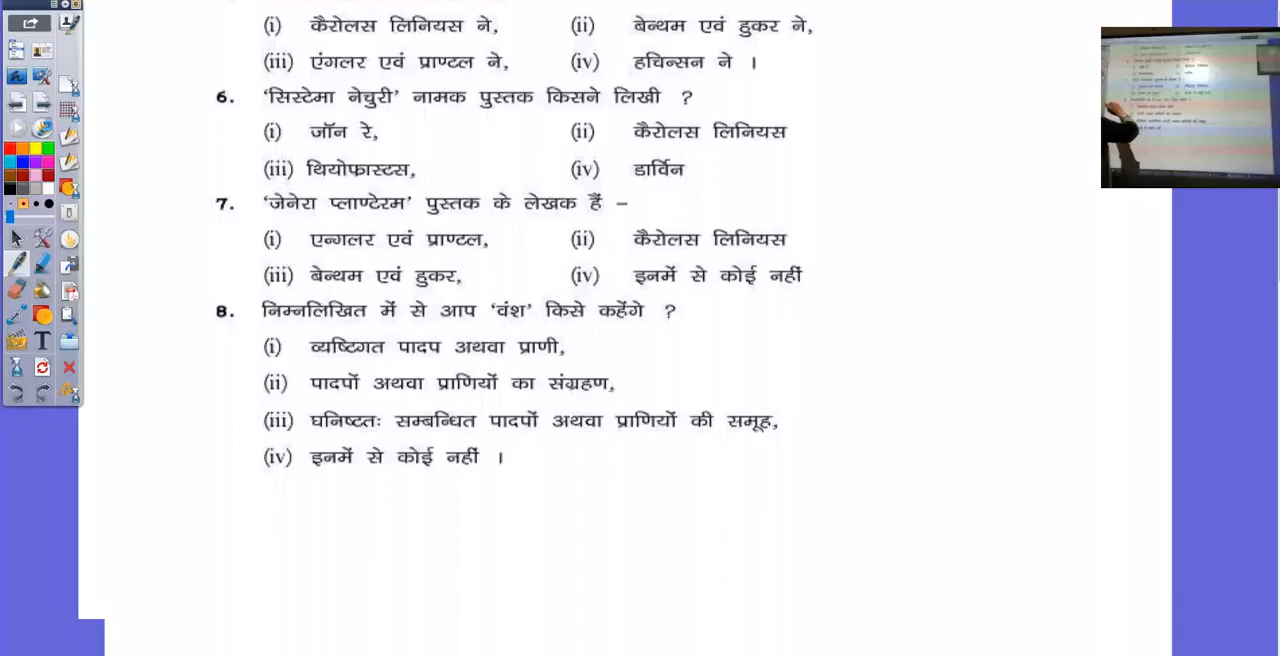 (i) कैरोलस लिनियस ने, (ii) बेन्थम एवं हुकर ने,
(iii) एंगलर एवं प्राण्टल ने, (iv) हचिन्सन ने ।
6. ‘सिस्टेमा नेचुरी’ नामक पुस्तक किसने लिखी ?
(i) जॉन रे, (ii) कैरोलस लिनियस
(iii) थियोफ्रास्टस, (iv) डार्विन
7. ‘जेनेरा प्लाण्टेरम’ पुस्तक के लेखक हैं –
(i) एन्गलर एवं प्राण्टल, (ii) कैरोलस लिनियस
(iii) बेन्थम एवं हुकर, (iv) इनमें से कोई नहीं
8. निम्नलिखित में से आप ‘वंश’ किसे कहेंगे ?
(i) व्यष्टिगत पादप अथवा प्राणी,
(ii) पादपों अथवा प्राणियों का संग्रहण,
(iii) घनिष्टतः सम्बन्धित पादपों अथवा प्राणियों की समूह,
(iv) इनमें से कोई नहीं ।